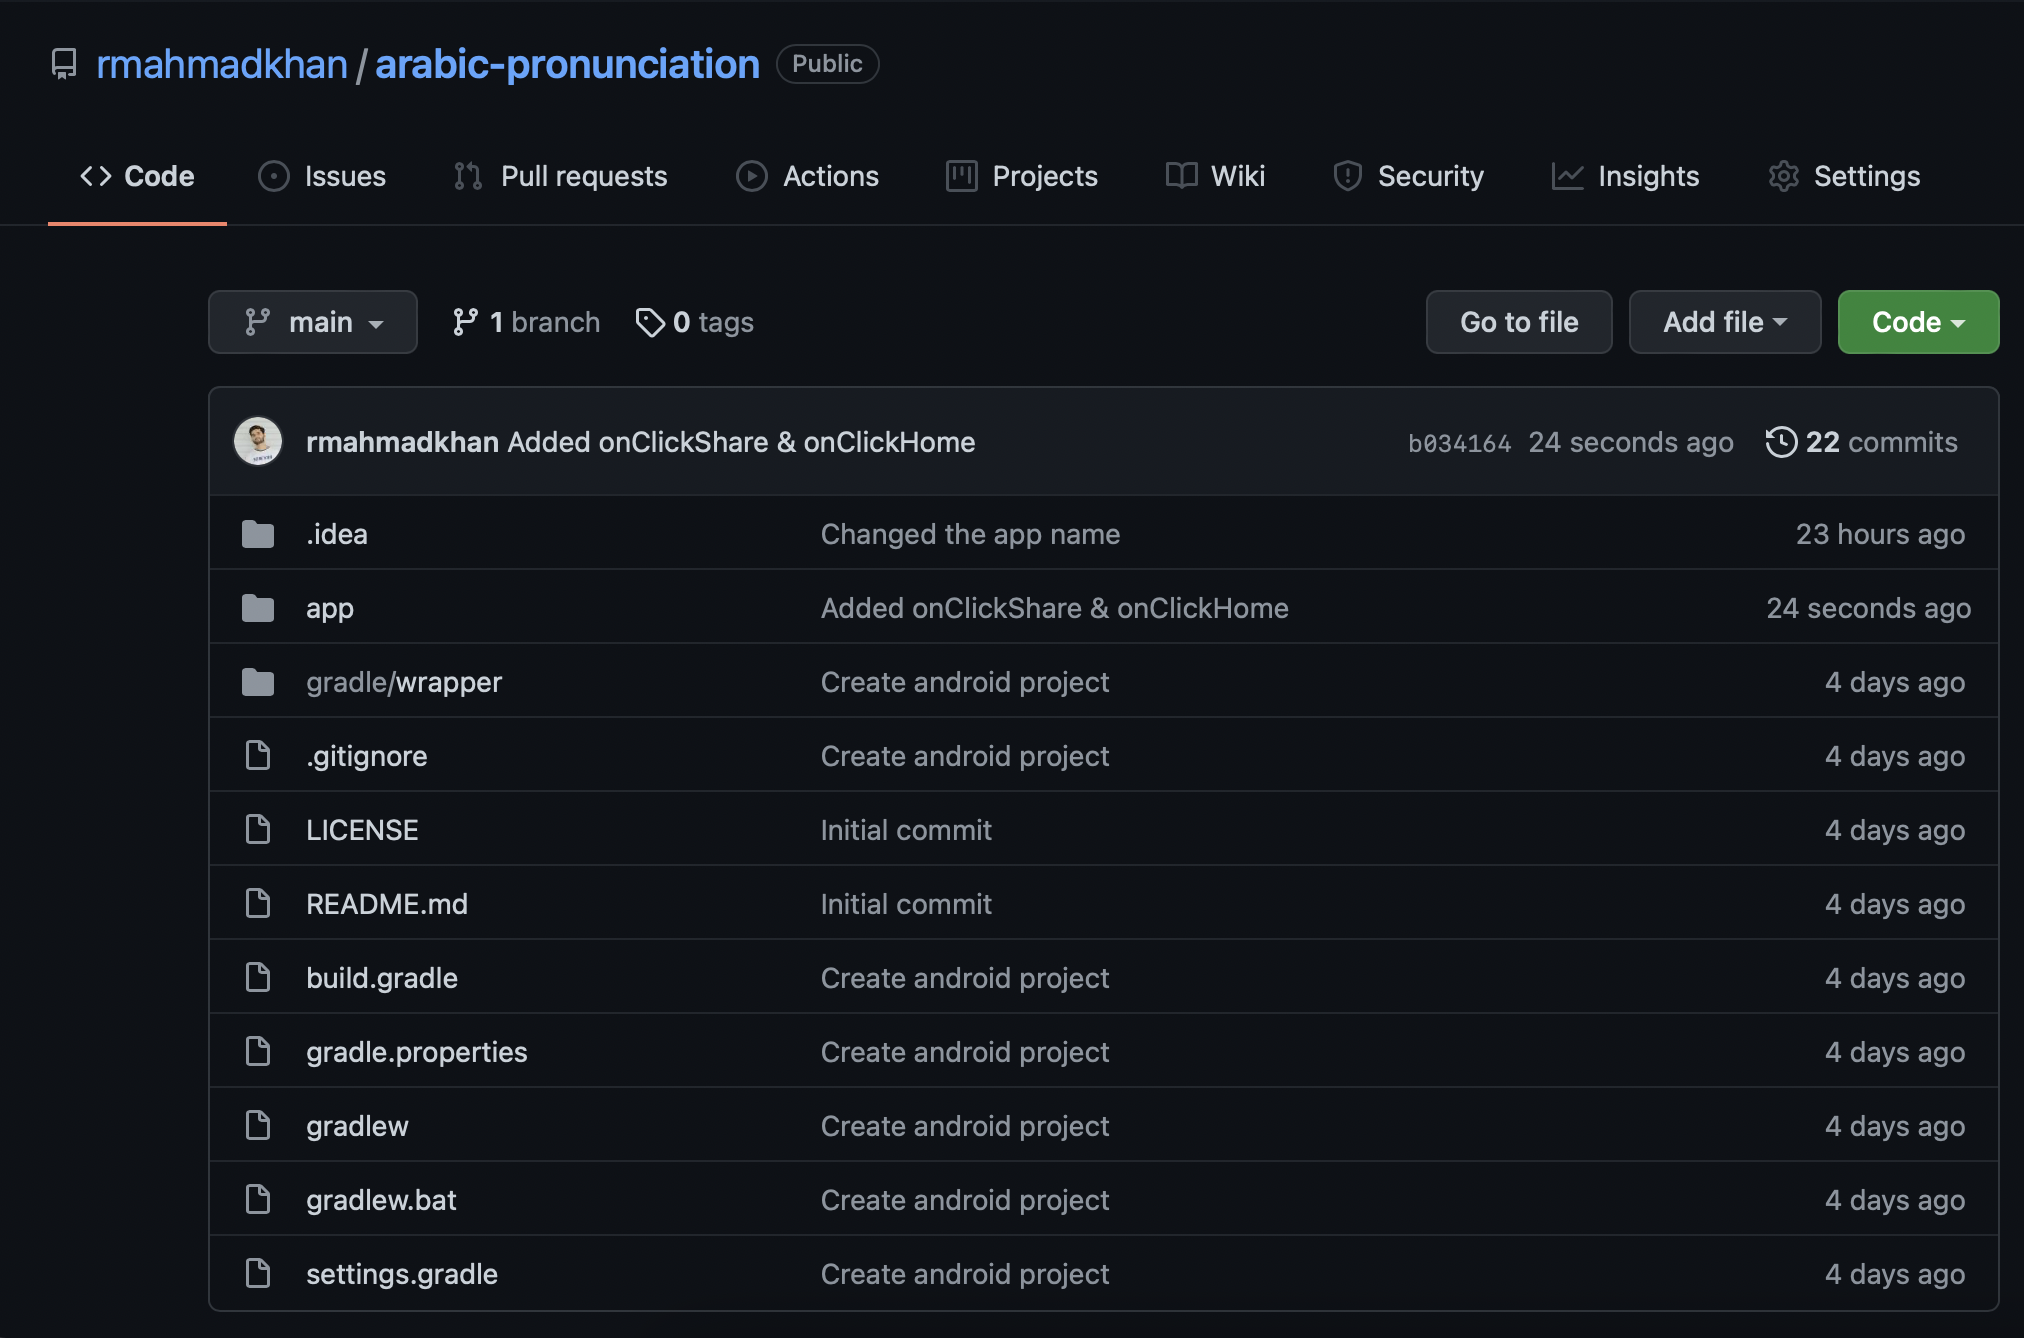 rmahmadkhan / arabic-pronunciation Public
Code Issues Pull requests Actions Projects Wiki Security Insights Settings
main 1 branch 0 tags Go to file Add file Code
rmahmadkhan Added onClickShare & onClickHome b034164 24 seconds ago 22 commits
.idea Changed the app name 23 hours ago
app Added onClickShare & onClickHome 24 seconds ago
gradle/wrapper Create android project 4 days ago
.gitignore Create android project 4 days ago
LICENSE Initial commit 4 days ago
README.md Initial commit 4 days ago
build.gradle Create android project 4 days ago
gradle.properties Create android project 4 days ago
gradlew Create android project 4 days ago
gradlew.bat Create android project 4 days ago
settings.gradle Create android project 4 days ago